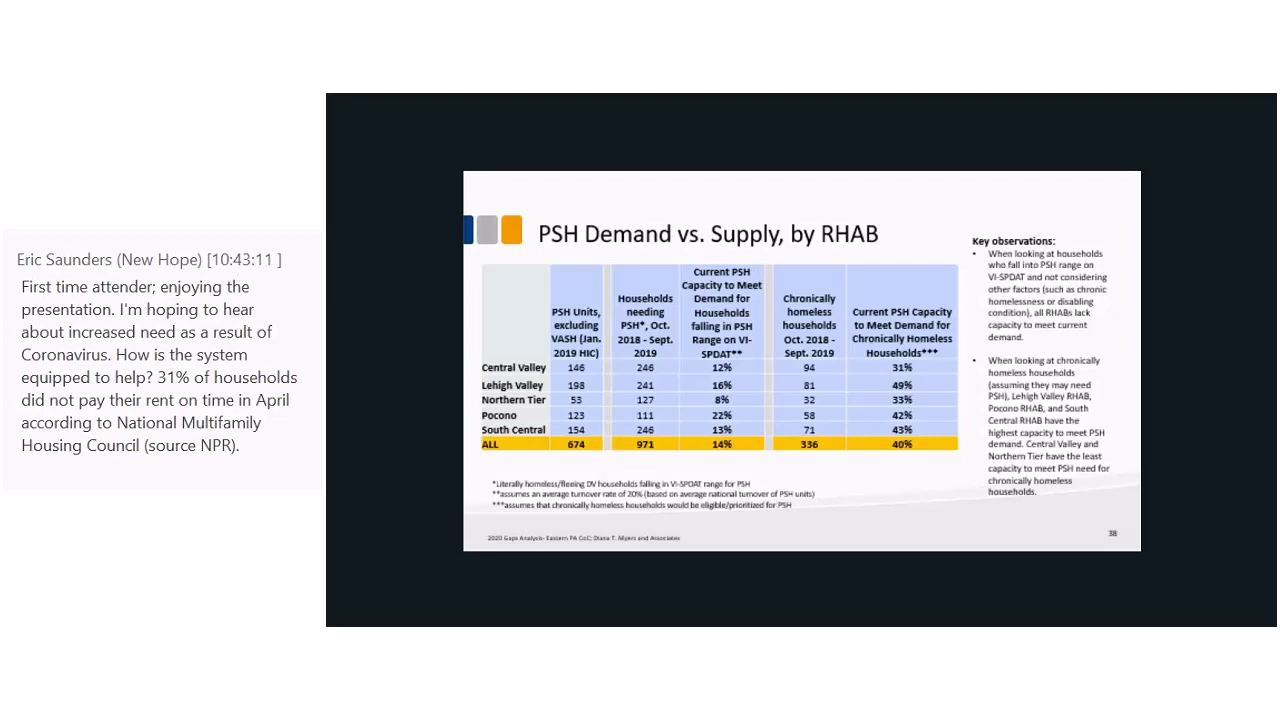 Eric Saunders (New Hope) [10:43:11 ]
First time attender; enjoying the
presentation. I'm hoping to hear
about increased need as a result of
Coronavirus. How is the system
equipped to help? 31% of households
did not pay their rent on time in April
according to National Multifamily
Housing Council (source NPR).
PSH Demand vs. Supply, by RHAB
PSH Units,
excluding
VASH (Jan.
2019 HIC)
Households
needing
PSH*, Oct.
2018 - Sept.
2019
Current PSH
Capacity to Meet
Demand for
Households
falling in PSH
Range on VI-
SPDAT**
Chronically
homeless
households
Oct. 2018 -
Sept. 2019
Current PSH Capacity
to Meet Demand for
Chronically Homeless
Households***
Central Valley 146 246 12% 94 31%
Lehigh Valley 198 241 16% 81 49%
Northern Tier 53 127 8% 32 33%
Pocono 123 111 22% 58 42%
South Central 154 246 13% 71 43%
ALL 674 971 14% 336 40%
*Literally homeless/fleeing DV households falling in VI-SPDAT range for PSH
**assumes an average turnover rate of 20% (based on average national turnover of PSH units)
***assumes that chronically homeless households would be eligible/prioritized for PSH
Key observations:
• When looking at households
who fall into PSH range on
VI-SPDAT and not considering
other factors (such as chronic
homelessness or disabling
condition), all RHABs lack
capacity to meet current
demand.
• When looking at chronically
homeless households
(assuming they may need
PSH), Lehigh Valley RHAB,
Pocono RHAB, and South
Central RHAB have the
highest capacity to meet PSH
demand. Central Valley and
Northern Tier have the least
capacity to meet PSH need for
chronically homeless
households.
2020 Gaps Analysis- Eastern PA CoC; Diana T. Myers and Associates
38